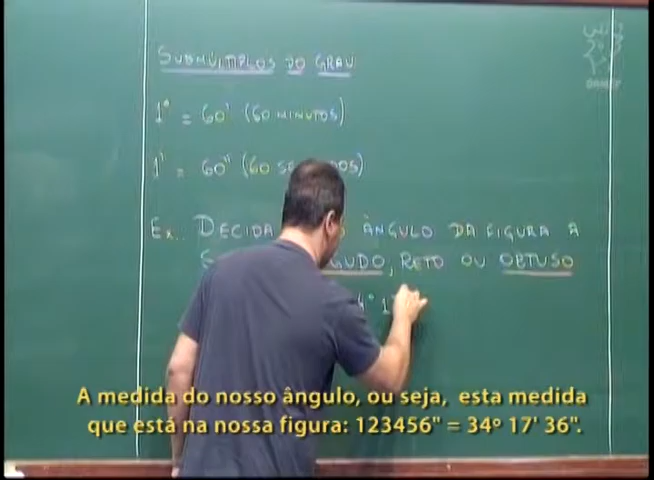 SUBMÚLTIPLOS DO GRAU
1° = 60' (60 MINUTOS)
1' = 60" (60 SE DOS)
Ex.: DECIDA ÂNGULO DA FIGURA A
GUDO, RETO OU OBTUSO
4° 1
A medida do nosso ângulo, ou seja, esta medida
que está na nossa figura: 123456" = 34º 17' 36".